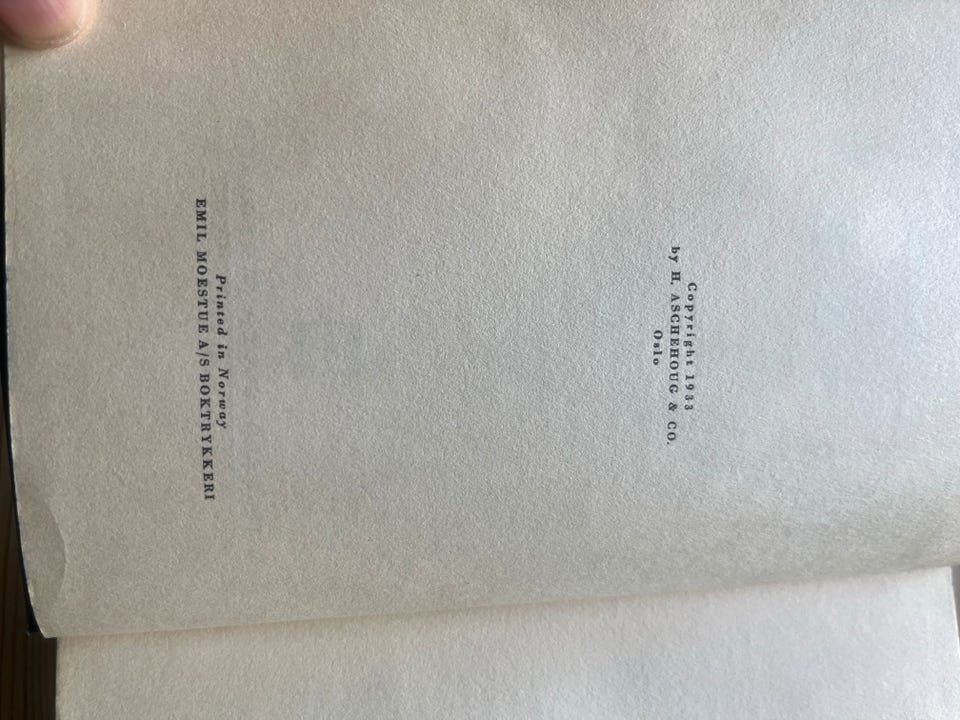 Copyright 1933
by H. ASCHEHOUG & CO.
Oslo
Printed in Norway
EMIL MOESTUE A/S BOKTRYKKERI